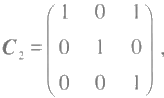 C₂ = ( 1 0 1
0 1 0
0 0 1 ) ,